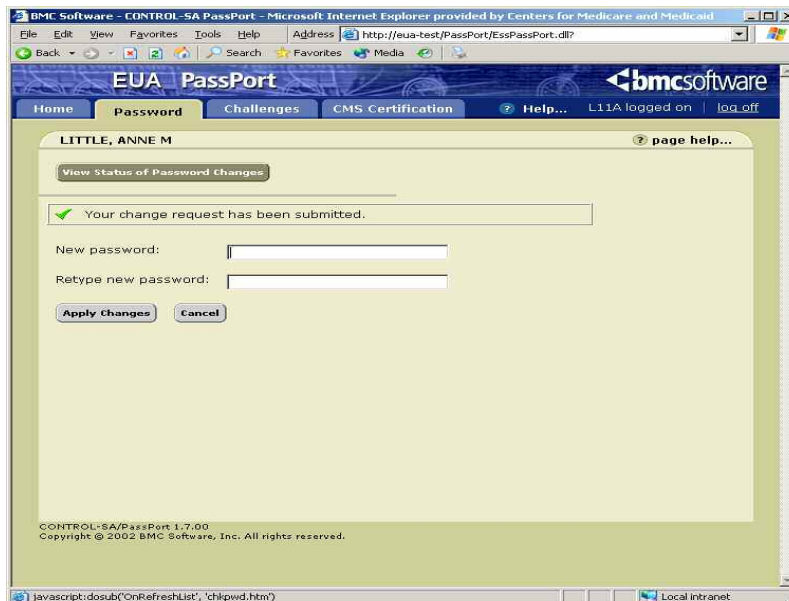 BMC Software - CONTROL-SA PassPort - Microsoft Internet Explorer provided by Centers for Medicare and Medicaid
File Edit View Favorites Tools Help Address http://eua-test/PassPort/EssPassPort.dll?
Back Search Favorites Media
EUA PassPort bmcsoftware
Home Password Challenges CMS Certification ? Help... L11A logged on | log off
LITTLE, ANNE M ? page help...
View Status of Password Changes
Your change request has been submitted.
New password:
Retype new password:
Apply Changes Cancel
CONTROL-SA/PassPort 1.7.00
Copyright © 2002 BMC Software, Inc. All rights reserved.
javascript:dosub('OnRefreshList', 'chkpwd.htm') Local intranet